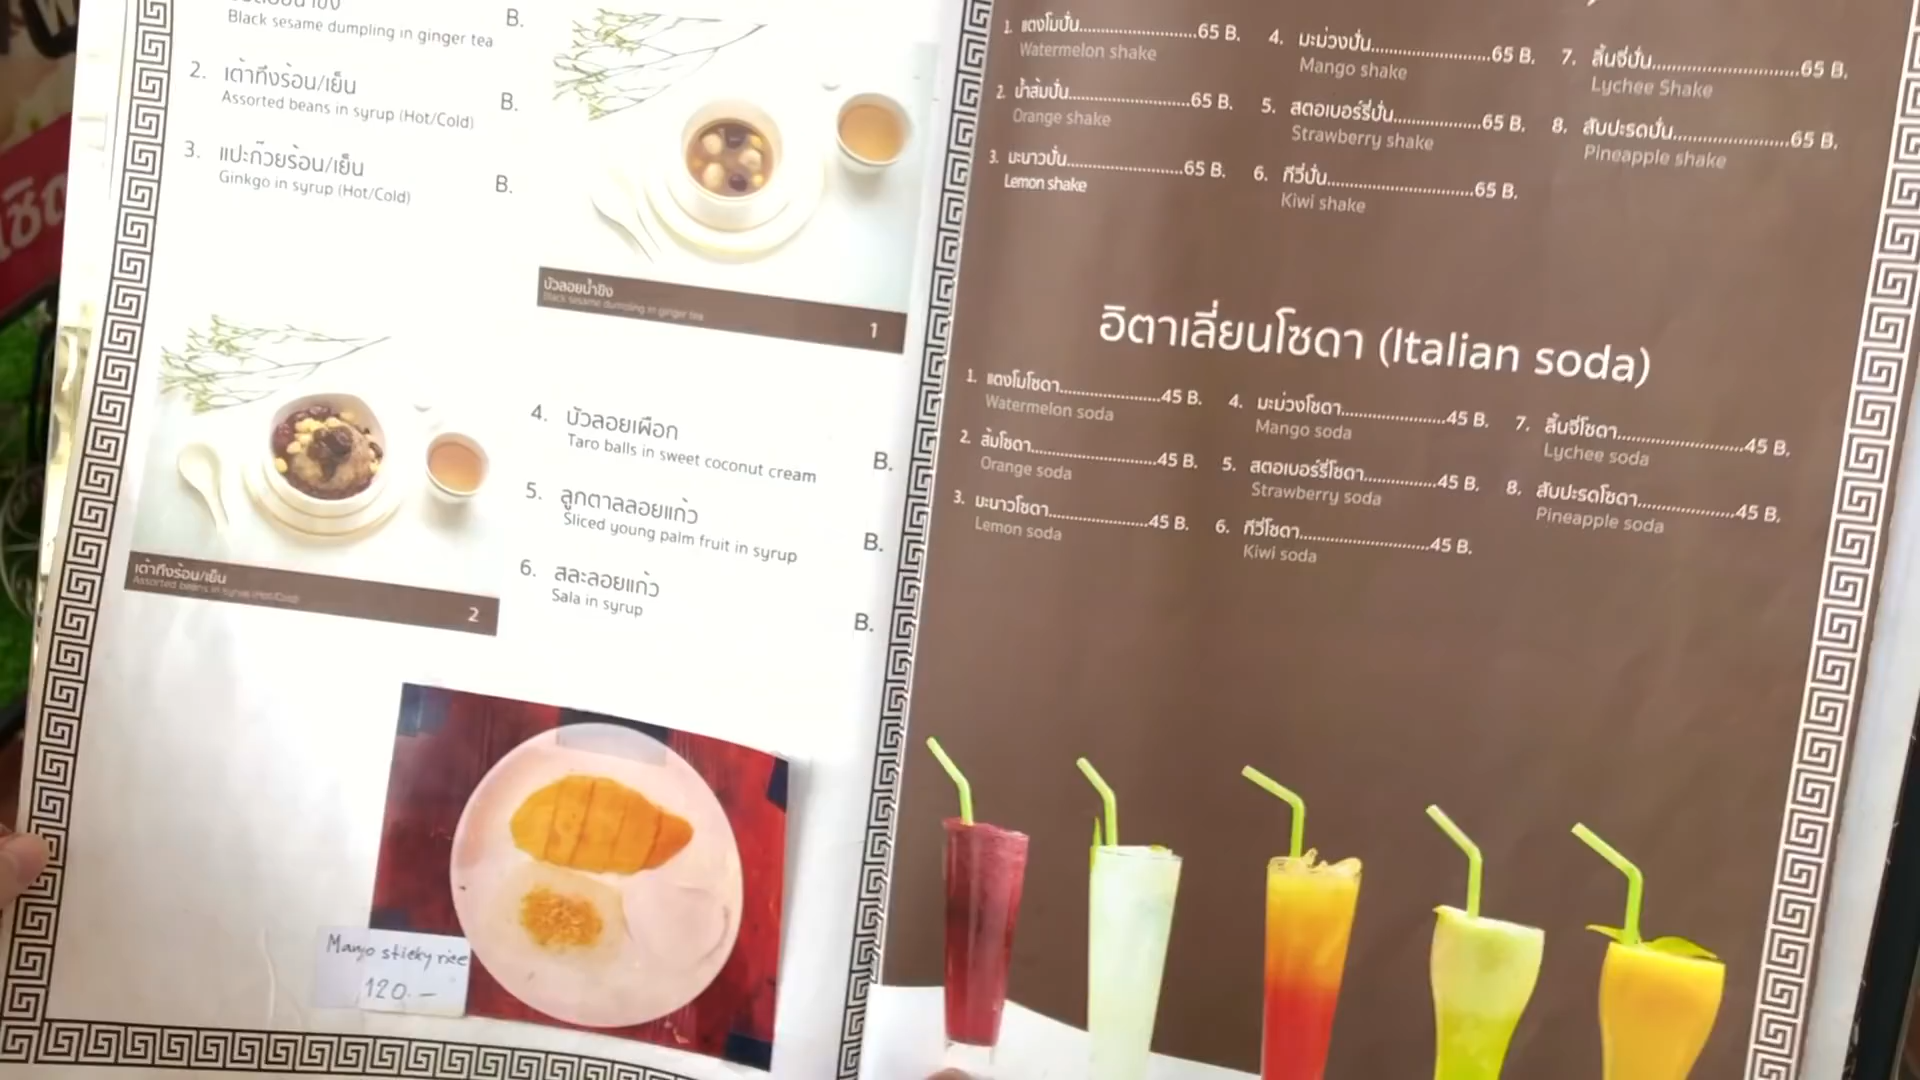 Black sesame dumpling in ginger tea
B.
2. เต้าทึงร้อน/เย็น
Assorted beans in syrup (Hot/Cold)
B.
3. แปะก๊วยร้อน/เย็น
Ginkgo in syrup (Hot/Cold)
B.
บัวลอยน้ำขิง
Black sesame dumpling in ginger tea
1
เต้าทึงร้อน/เย็น
Assorted beans in syrup (Hot/Cold)
2
4. บัวลอยเผือก
Taro balls in sweet coconut cream
B.
5. ลูกตาลลอยแก้ว
Sliced young palm fruit in syrup
B.
6. สละลอยแก้ว
Sala in syrup
B.
Mango sticky rice
120.-
1. แตงโมปั่น..........................65 B.
Watermelon shake
2. น้ำส้มปั่น..........................65 B.
Orange shake
3. มะนาวปั่น..........................65 B.
Lemon shake
4. มะม่วงปั่น..........................65 B.
Mango shake
5. สตอเบอร์รี่ปั่น...................65 B.
Strawberry shake
6. กีวี่ปั่น................................65 B.
Kiwi shake
7. ลิ้นจี่ปั่น................................65 B.
Lychee Shake
8. สับปะรดปั่น.........................65 B.
Pineapple shake
อิตาเลี่ยนโซดา (Italian soda)
1. แตงโมโซดา......................45 B.
Watermelon soda
2. ส้มโซดา...........................45 B.
Orange soda
3. มะนาวโซดา......................45 B.
Lemon soda
4. มะม่วงโซดา.......................45 B.
Mango soda
5. สตอเบอร์รี่โซดา................45 B.
Strawberry soda
6. กีวี่โซดา............................45 B.
Kiwi soda
7. ลิ้นจี่โซดา...........................45 B.
Lychee soda
8. สับปะรดโซดา.....................45 B.
Pineapple soda